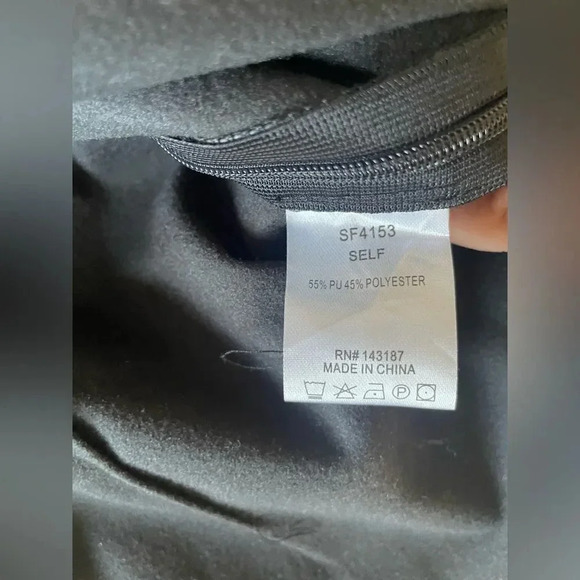 SF4153
SELF
55% PU 45% POLYESTER
RN# 143187
MADE IN CHINA